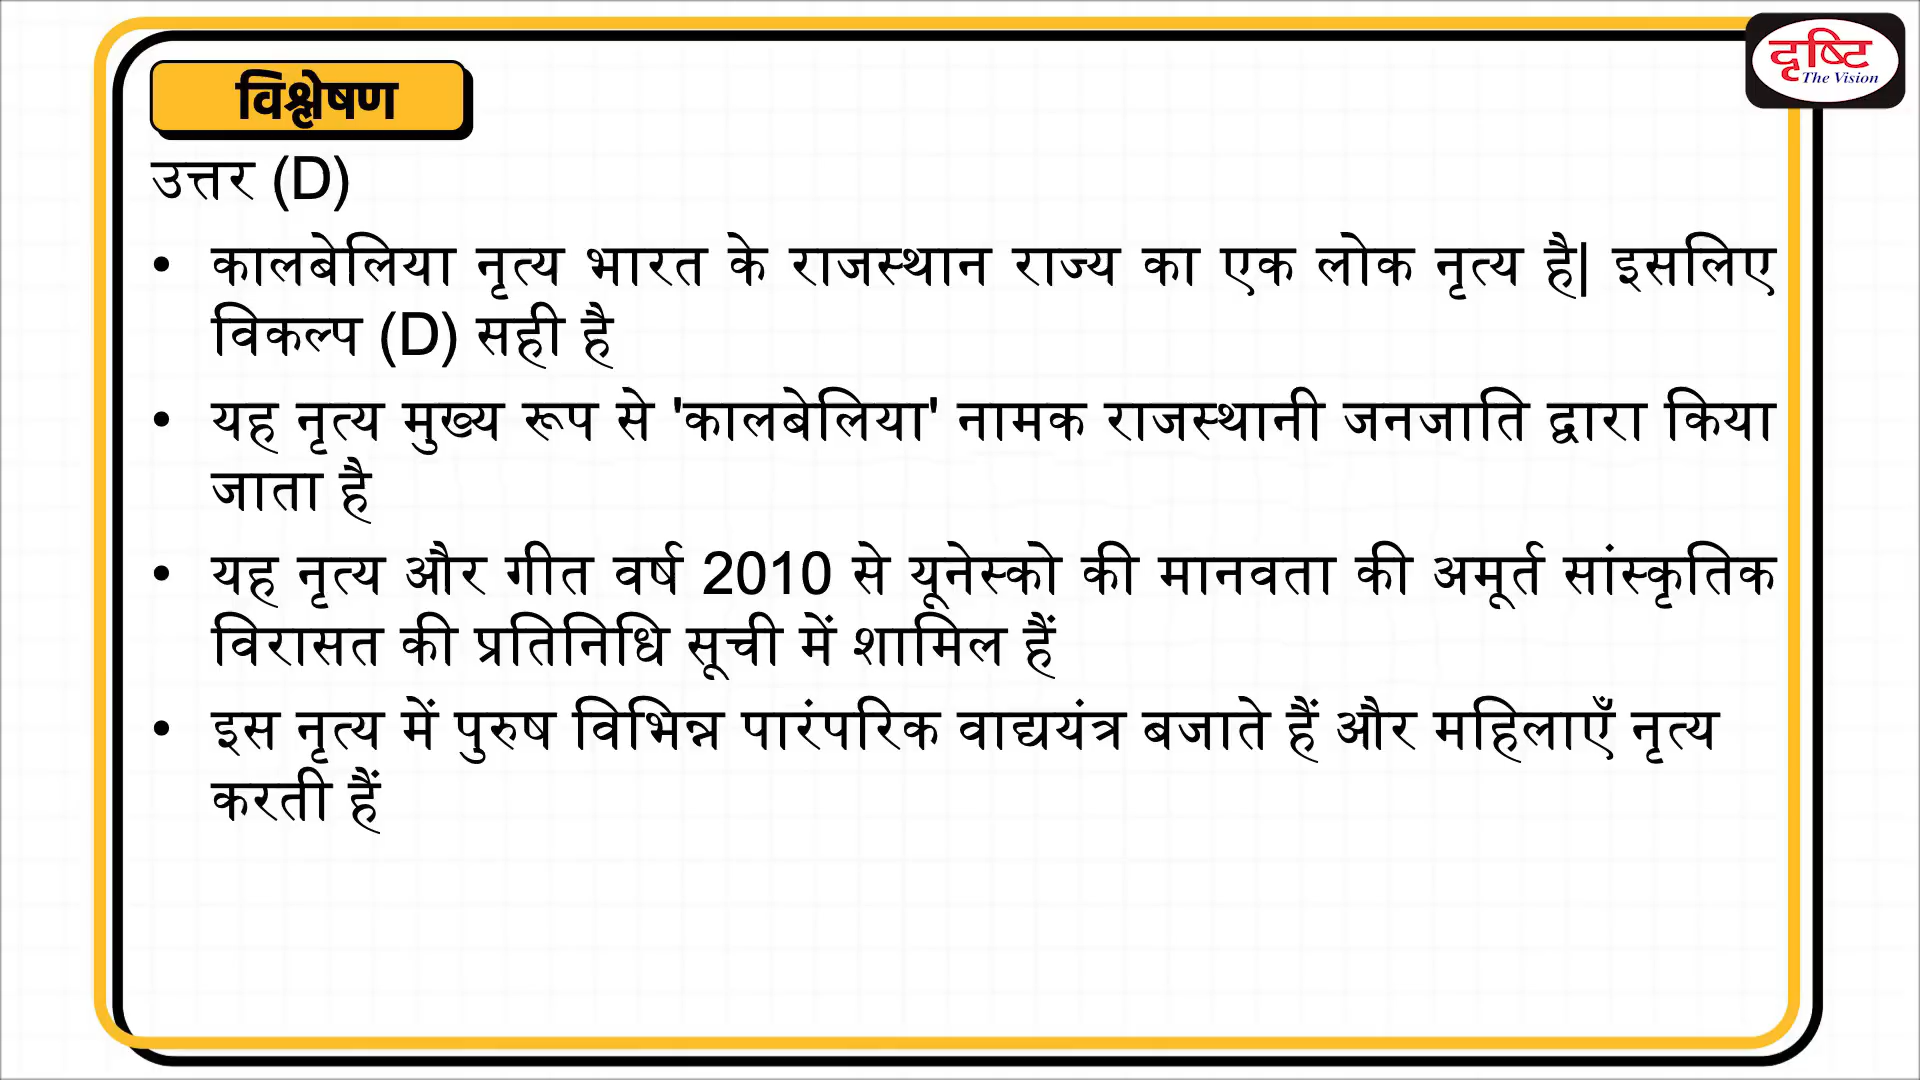 दृष्टि
The Vision
विश्लेषण
उत्तर (D)
• कालबेलिया नृत्य भारत के राजस्थान राज्य का एक लोक नृत्य है| इसलिए
विकल्प (D) सही है
• यह नृत्य मुख्य रूप से 'कालबेलिया' नामक राजस्थानी जनजाति द्वारा किया
जाता है
• यह नृत्य और गीत वर्ष 2010 से यूनेस्को की मानवता की अमूर्त सांस्कृतिक
विरासत की प्रतिनिधि सूची में शामिल हैं
• इस नृत्य में पुरुष विभिन्न पारंपरिक वाद्ययंत्र बजाते हैं और महिलाएँ नृत्य
करती हैं